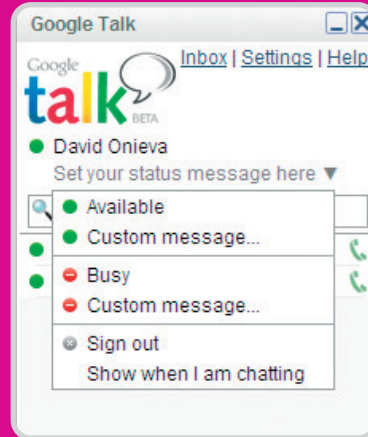 Google Talk
Inbox | Settings | Help
Google
talk
BETA
David Onieva
Set your status message here ▼
Available
Custom message...
Busy
Custom message...
Sign out
Show when I am chatting